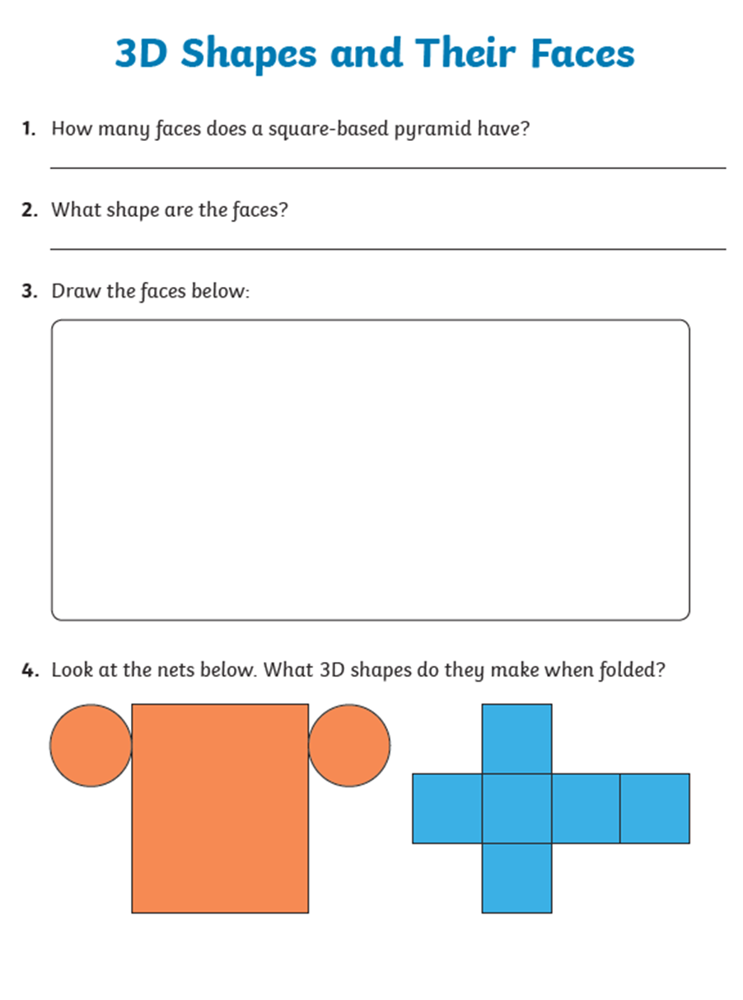 3D Shapes and Their Faces
1. How many faces does a square-based pyramid have?
2. What shape are the faces?
3. Draw the faces below:
4. Look at the nets below. What 3D shapes do they make when folded?